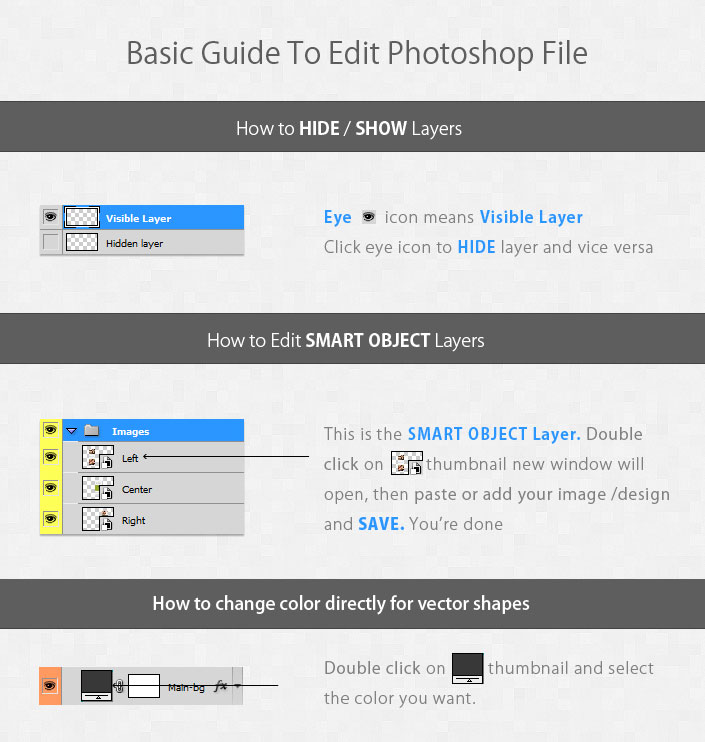 Basic Guide To Edit Photoshop File
How to HIDE / SHOW Layers
Visible Layer
Hidden layer
Eye icon means Visible Layer
Click eye icon to HIDE layer and vice versa
How to Edit SMART OBJECT Layers
Images
Left
Center
Right
This is the SMART OBJECT Layer. Double
click on thumbnail new window will
open, then paste or add your image /design
and SAVE. You’re done
How to change color directly for vector shapes
Main-bg fx
Double click on thumbnail and select
the color you want.